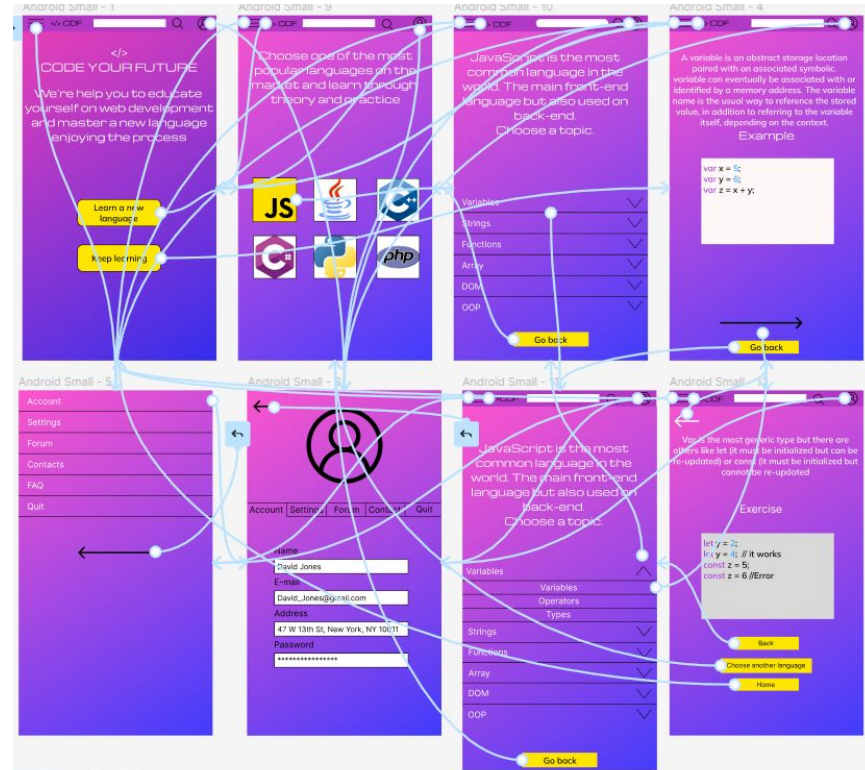 Android Small - 1
</> CDF
</>
CODE YOUR FUTURE
We're help you to educate
yourself on web development
and master a new language
enjoying the process
Learn a new
language
Keep learning
Android Small - 9
CDF
Choose one of the most
popular languages on the
market and learn through
theory and practice
JS
Java
C++
C#
php
Android Small - 10
CDF
JavaScript is the most
common language in the
world. The main front-end
language but also used on
back-end.
Choose a topic.
Variables
Strings
Functions
Array
DOM
OOP
Go back
Android Small - 4
CDF
A variable is an abstract storage location
paired with an associated symbolic.
variable can eventually be associated with or
identified by a memory address. The variable
name is the usual way to reference the stored
value, in addition to referring to the variable
itself, depending on the context.
Example
var x = 5;
var y = 6;
var z = x + y;
Go back
Android Small - 5
Account
Settings
Forum
Contacts
FAQ
Quit
Android Small -
Account Settings Forum Contact Quit
Name
David Jones
E-mail
David_Jones@gmail.com
Address
47 W 13th St, New York, NY 10011
Password
****************
Android Small -
CDF
JavaScript is the most
common language in the
world. The main front-end
language but also used on
back-end.
Choose a topic.
Variables
Variables
Operators
Types
Strings
Functions
Array
DOM
OOP
Go back
Android Small -
CDF
Var is the most generic type but there are
others like let (it must be initialized but can be
re-updated) or const (it must be initialized but
cannot be re-updated
Exercise
let y = 2;
let y = 4; // it works
const z = 5;
const z = 6 //Error
Back
Choose another language
Home